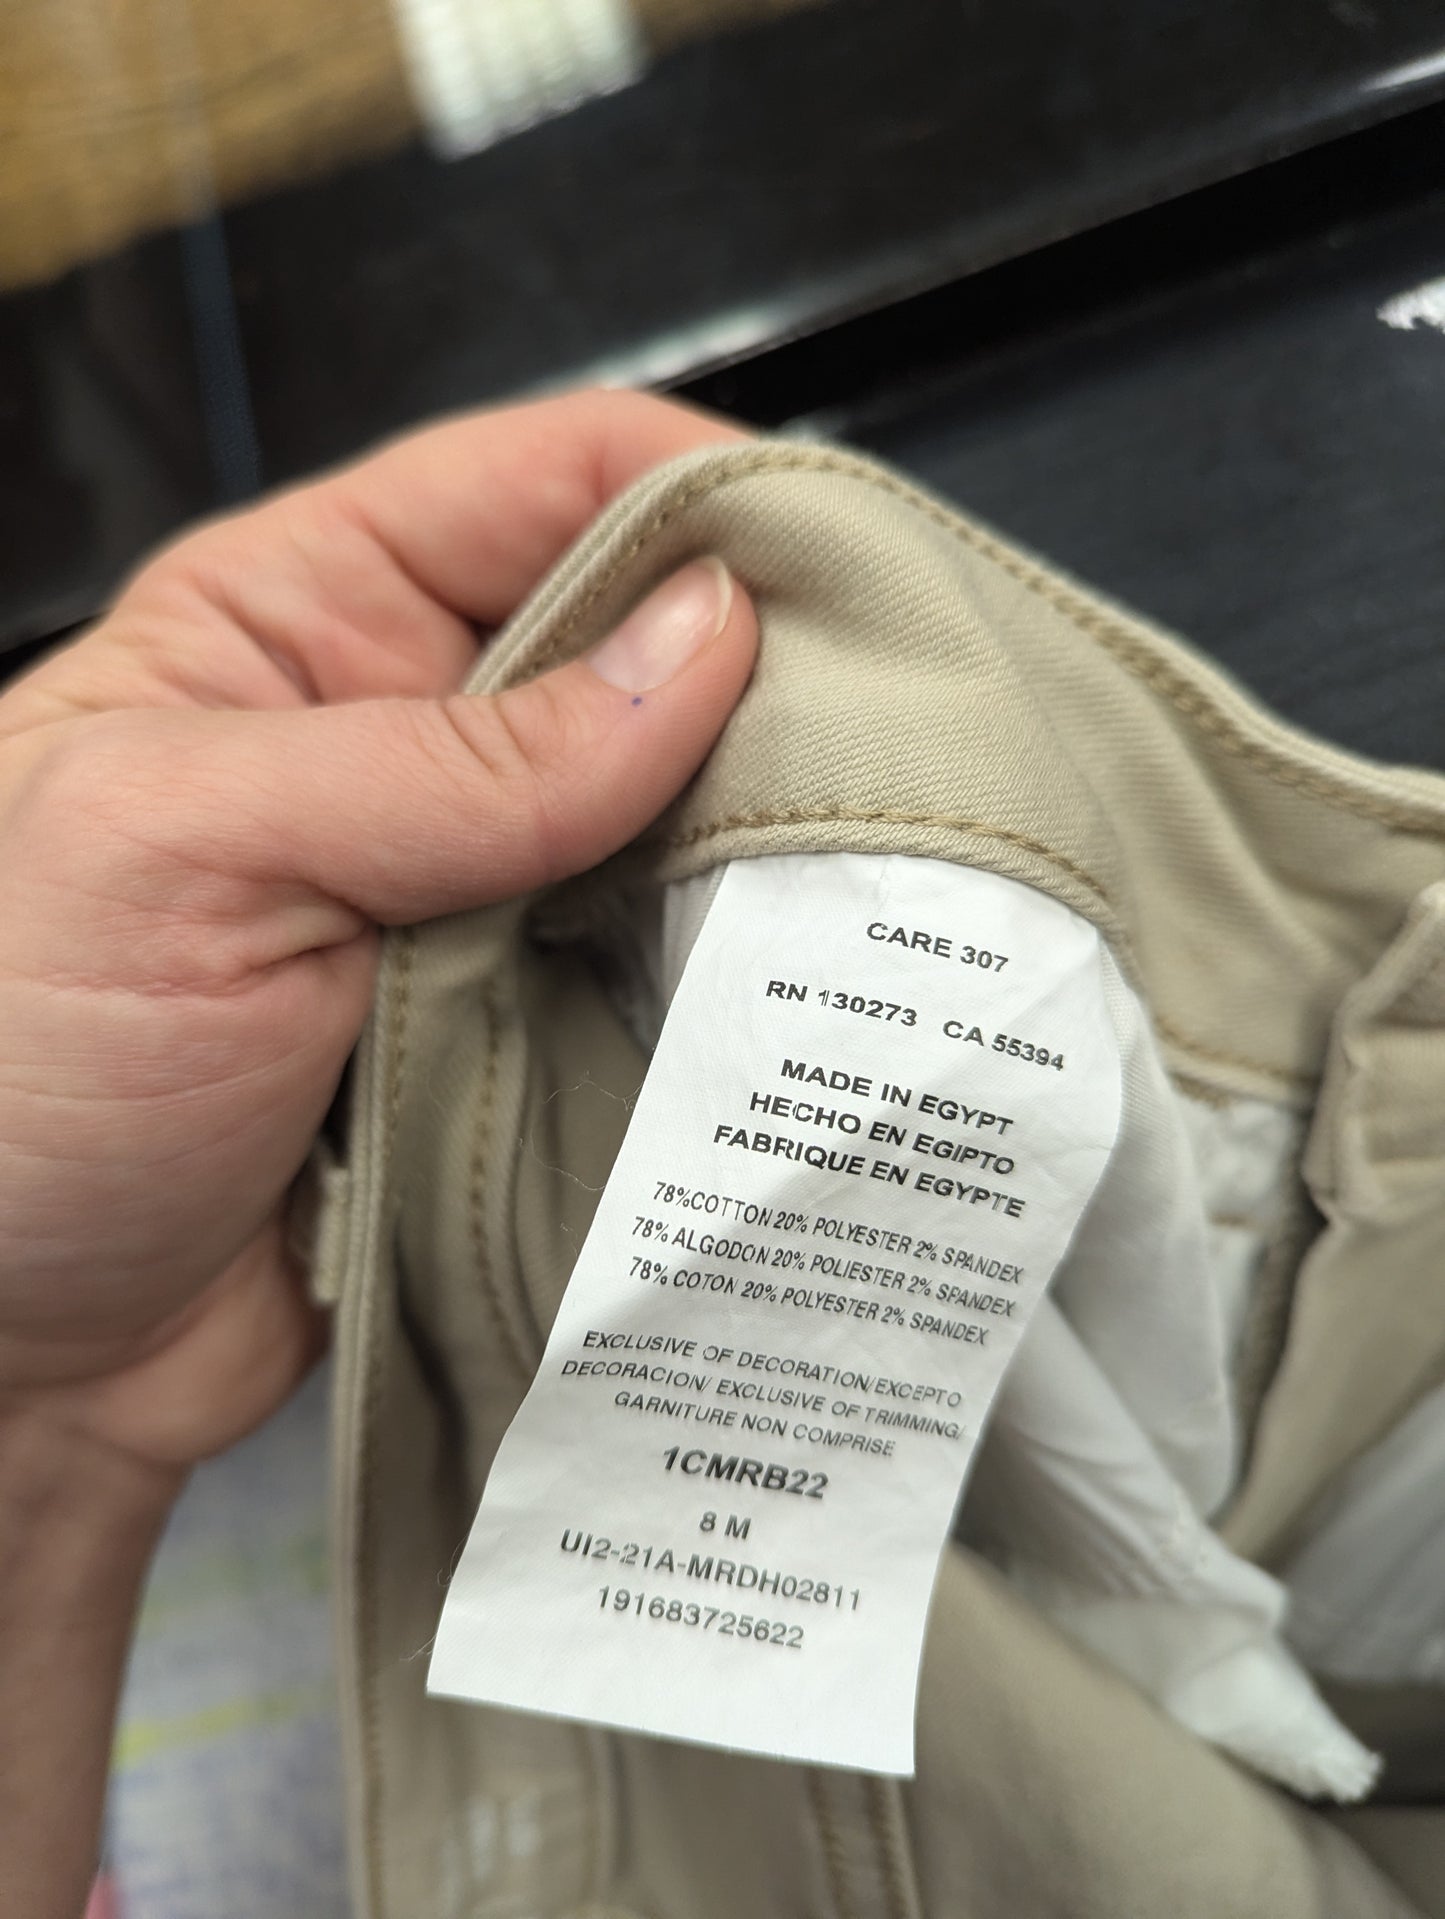 CARE 307
RN 130273 CA 55394
MADE IN EGYPT
HECHO EN EGIPTO
FABRIQUE EN EGYPTE
78%COTTON 20% POLYESTER 2% SPANDEX
78% ALGODON 20% POLIESTER 2% SPANDEX
78% COTON 20% POLYESTER 2% SPANDEX
EXCLUSIVE OF DECORATION/EXCEPTO
DECORACION/ EXCLUSIVE OF TRIMMING/
GARNITURE NON COMPRISE
1CMRB22
8 M
UI2-21A-MRDH02811
191683725622